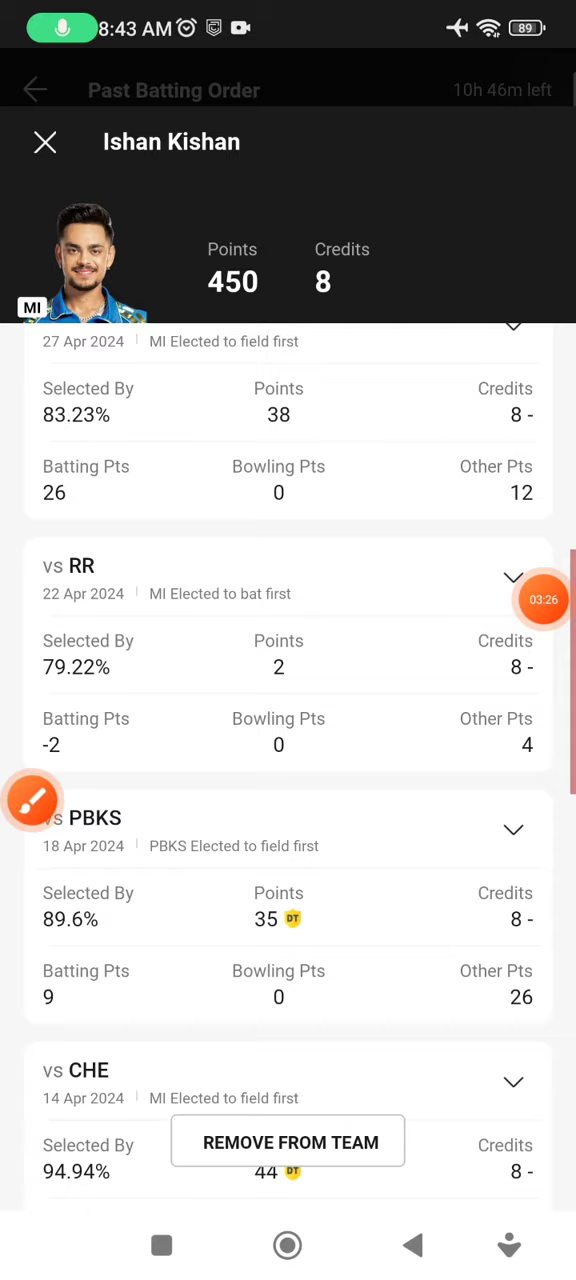 8:43 AM
89
Past Batting Order
10h 46m left
Ishan Kishan
Points
Credits
450
8
MI
27 Apr 2024 MI Elected to field first
Selected By Points Credits
83.23% 38 8 -
Batting Pts Bowling Pts Other Pts
26 0 12
vs RR
22 Apr 2024 MI Elected to bat first
03:26
Selected By Points Credits
79.22% 2 8 -
Batting Pts Bowling Pts Other Pts
-2 0 4
vs PBKS
18 Apr 2024 PBKS Elected to field first
Selected By Points Credits
89.6% 35 DT 8 -
Batting Pts Bowling Pts Other Pts
9 0 26
vs CHE
14 Apr 2024 MI Elected to field first
Selected By Credits
REMOVE FROM TEAM
94.94% 44 DT 8 -